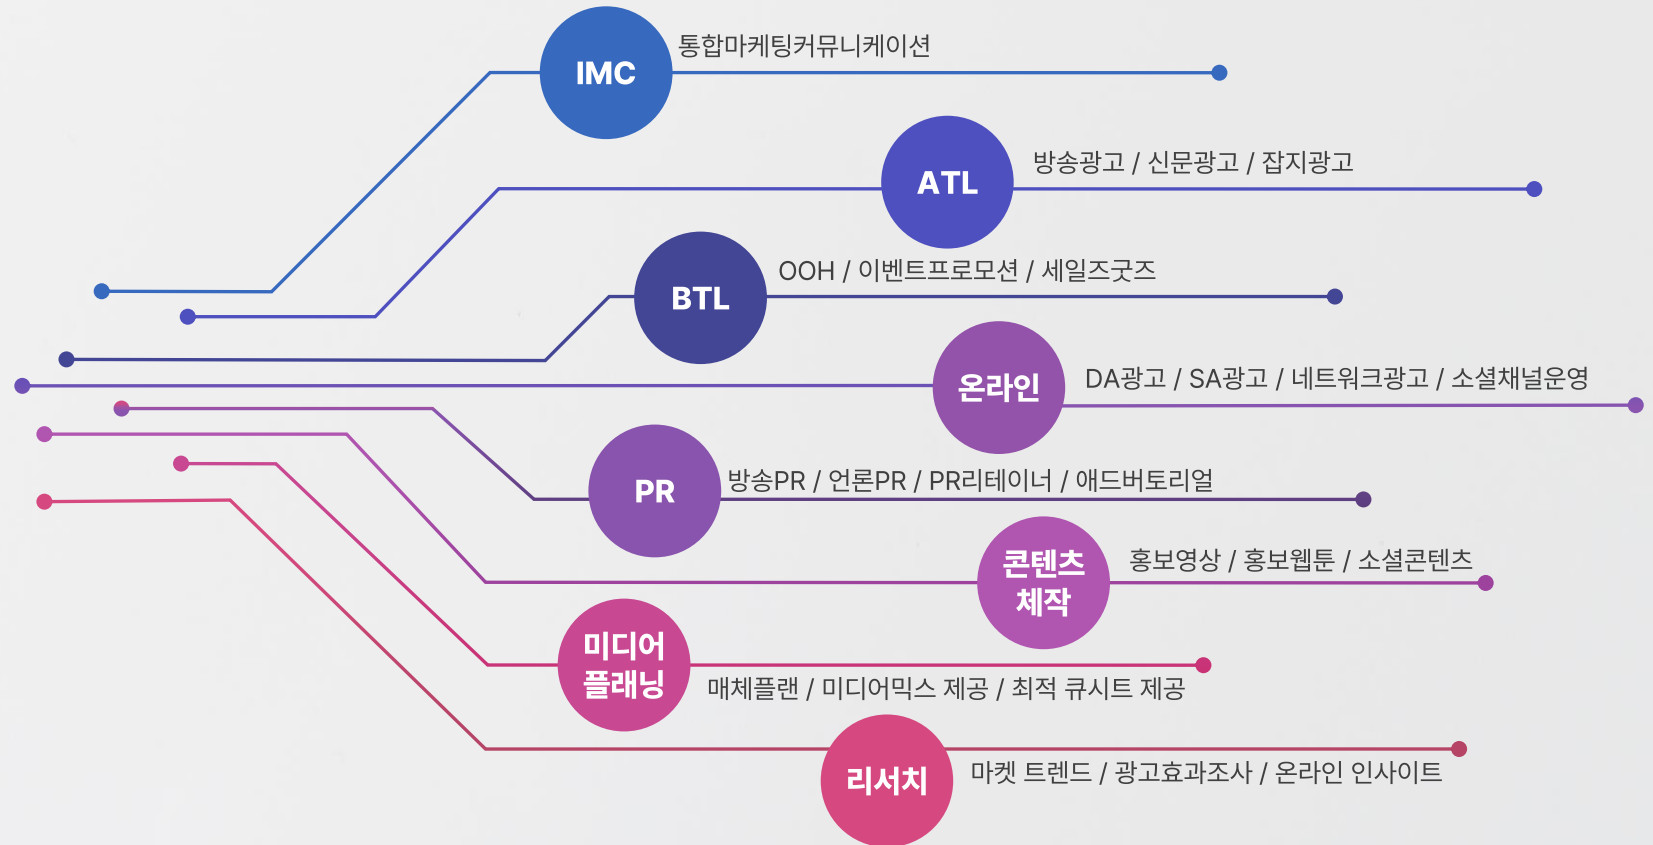 IMC
통합마케팅커뮤니케이션
ATL
방송광고 / 신문광고 / 잡지광고
BTL
OOH / 이벤트프로모션 / 세일즈굿즈
온라인
DA광고 / SA광고 / 네트워크광고 / 소셜채널운영
PR
방송PR / 언론PR / PR리테이너 / 애드버토리얼
콘텐츠
제작
홍보영상 / 홍보웹툰 / 소셜콘텐츠
미디어
플래닝
매체플랜 / 미디어믹스 제공 / 최적 큐시트 제공
리서치
마켓 트렌드 / 광고효과조사 / 온라인 인사이트